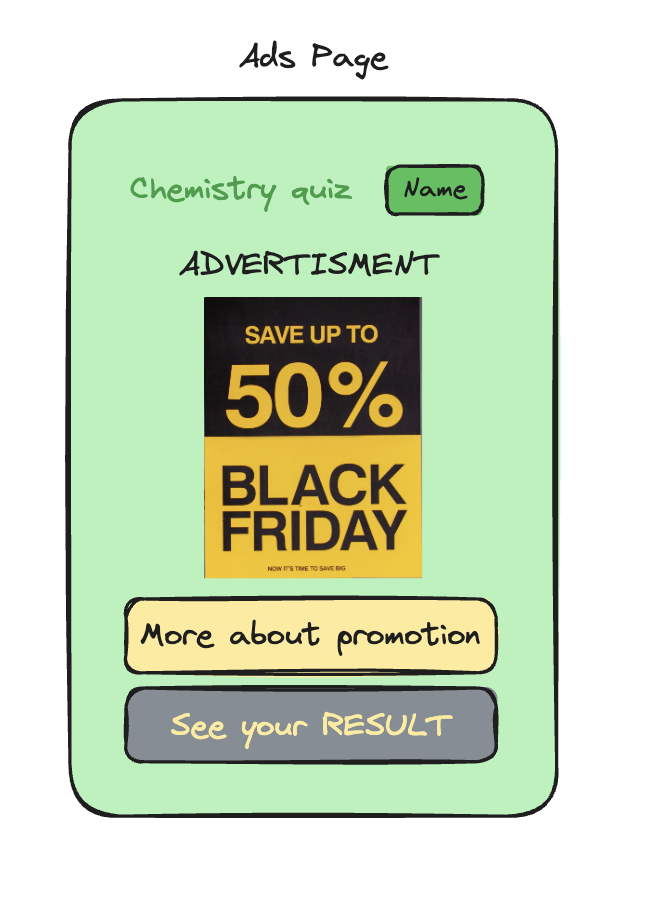 Ads Page
Chemistry quiz Name
ADVERTISMENT
SAVE UP TO
50%
BLACK
FRIDAY
NOW IT'S TIME TO SAVE BIG
More about promotion
See your RESULT